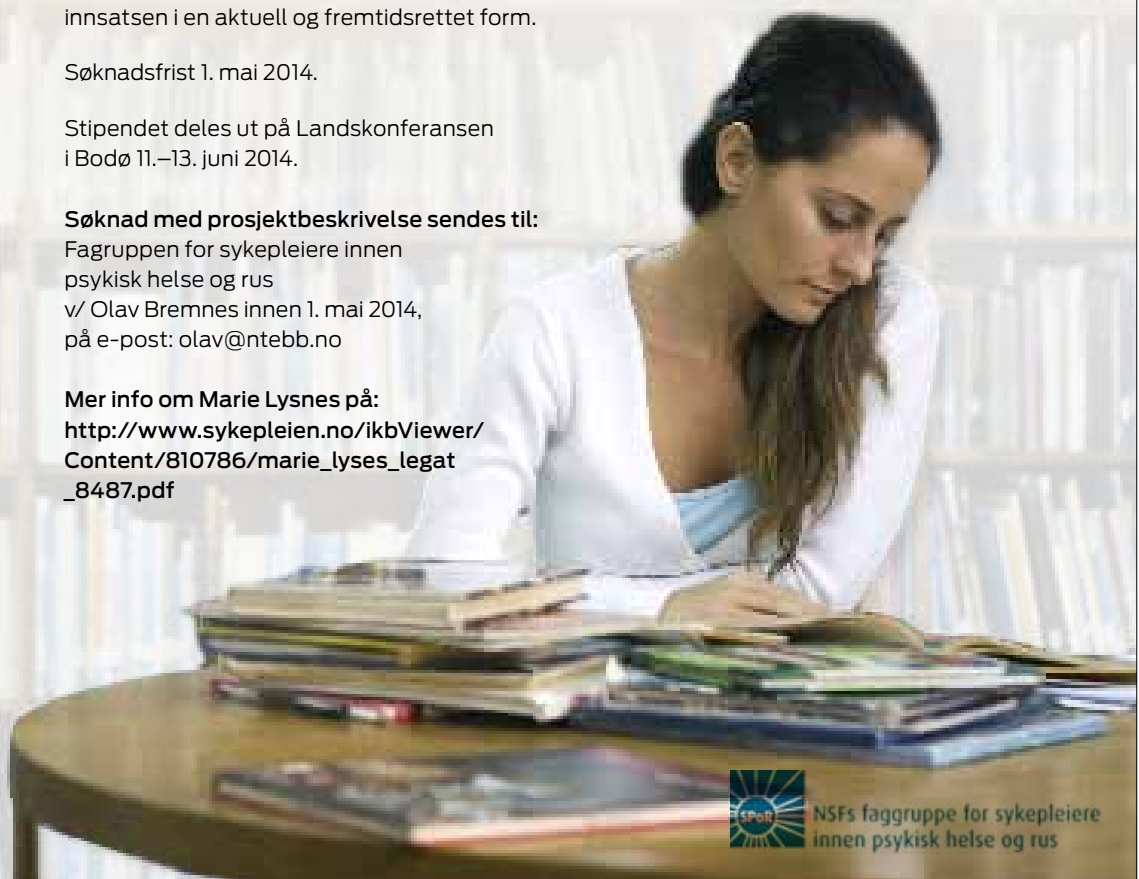 innsatsen i en aktuell og fremtidsrettet form.
Søknadsfrist 1. mai 2014.
Stipendet deles ut på Landskonferansen
i Bodø 11.–13. juni 2014.
Søknad med prosjektbeskrivelse sendes til:
Fagruppen for sykepleiere innen
psykisk helse og rus
v/ Olav Bremnes innen 1. mai 2014,
på e-post: olav@ntebb.no
Mer info om Marie Lysnes på:
http://www.sykepleien.no/ikbViewer/
Content/810786/marie_lyses_legat
_8487.pdf
SPoR
NSFs faggruppe for sykepleiere
innen psykisk helse og rus